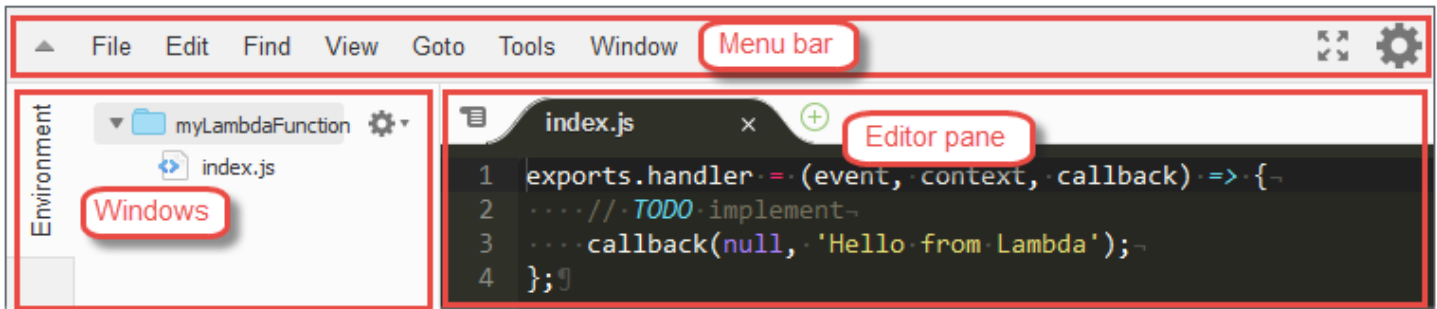 File Edit Find View Goto Tools Window Menu bar
Environment
myLambdaFunction
index.js
Windows
index.js
Editor pane
1 exports.handler = (event, context, callback) => {
2 // TODO implement
3 callback(null, 'Hello from Lambda');
4 };